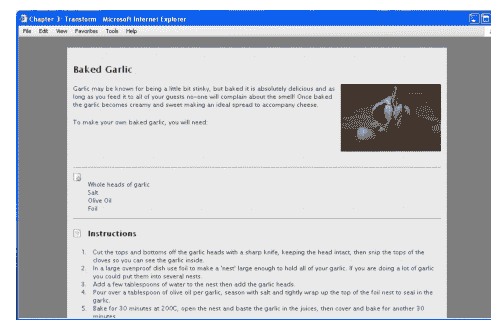 Chapter 3: Transform - Microsoft Internet Explorer
File Edit View Favorites Tools Help
Baked Garlic
Garlic may be known for being a little bit stinky, but baked it is absolutely delicious and as
long as you feed it to all of your guests no-one will complain about the smell! Once baked
the garlic becomes creamy and sweet making an ideal spread to accompany cheese.
To make your own baked garlic, you will need:
Whole heads of garlic
Salt
Olive Oil
Foil
Instructions
1. Cut the tops and bottoms off the garlic heads with a sharp knife, keeping the head intact, then snip the tops of the
cloves so you can see the garlic inside.
2. In a large ovenproof dish use foil to make a 'nest' large enough to hold all of your garlic. If you are doing a lot of garlic
you could put them into several nests.
3. Add a few tablespoons of water to the nest then add the garlic heads.
4. Pour over a tablespoon of olive oil per garlic, season with salt and tightly wrap up the top of the foil nest to seal in the
garlic.
5. Bake for 30 minutes at 200C, open the nest and baste the garlic in the juices, then cover and bake for another 30
minutes.